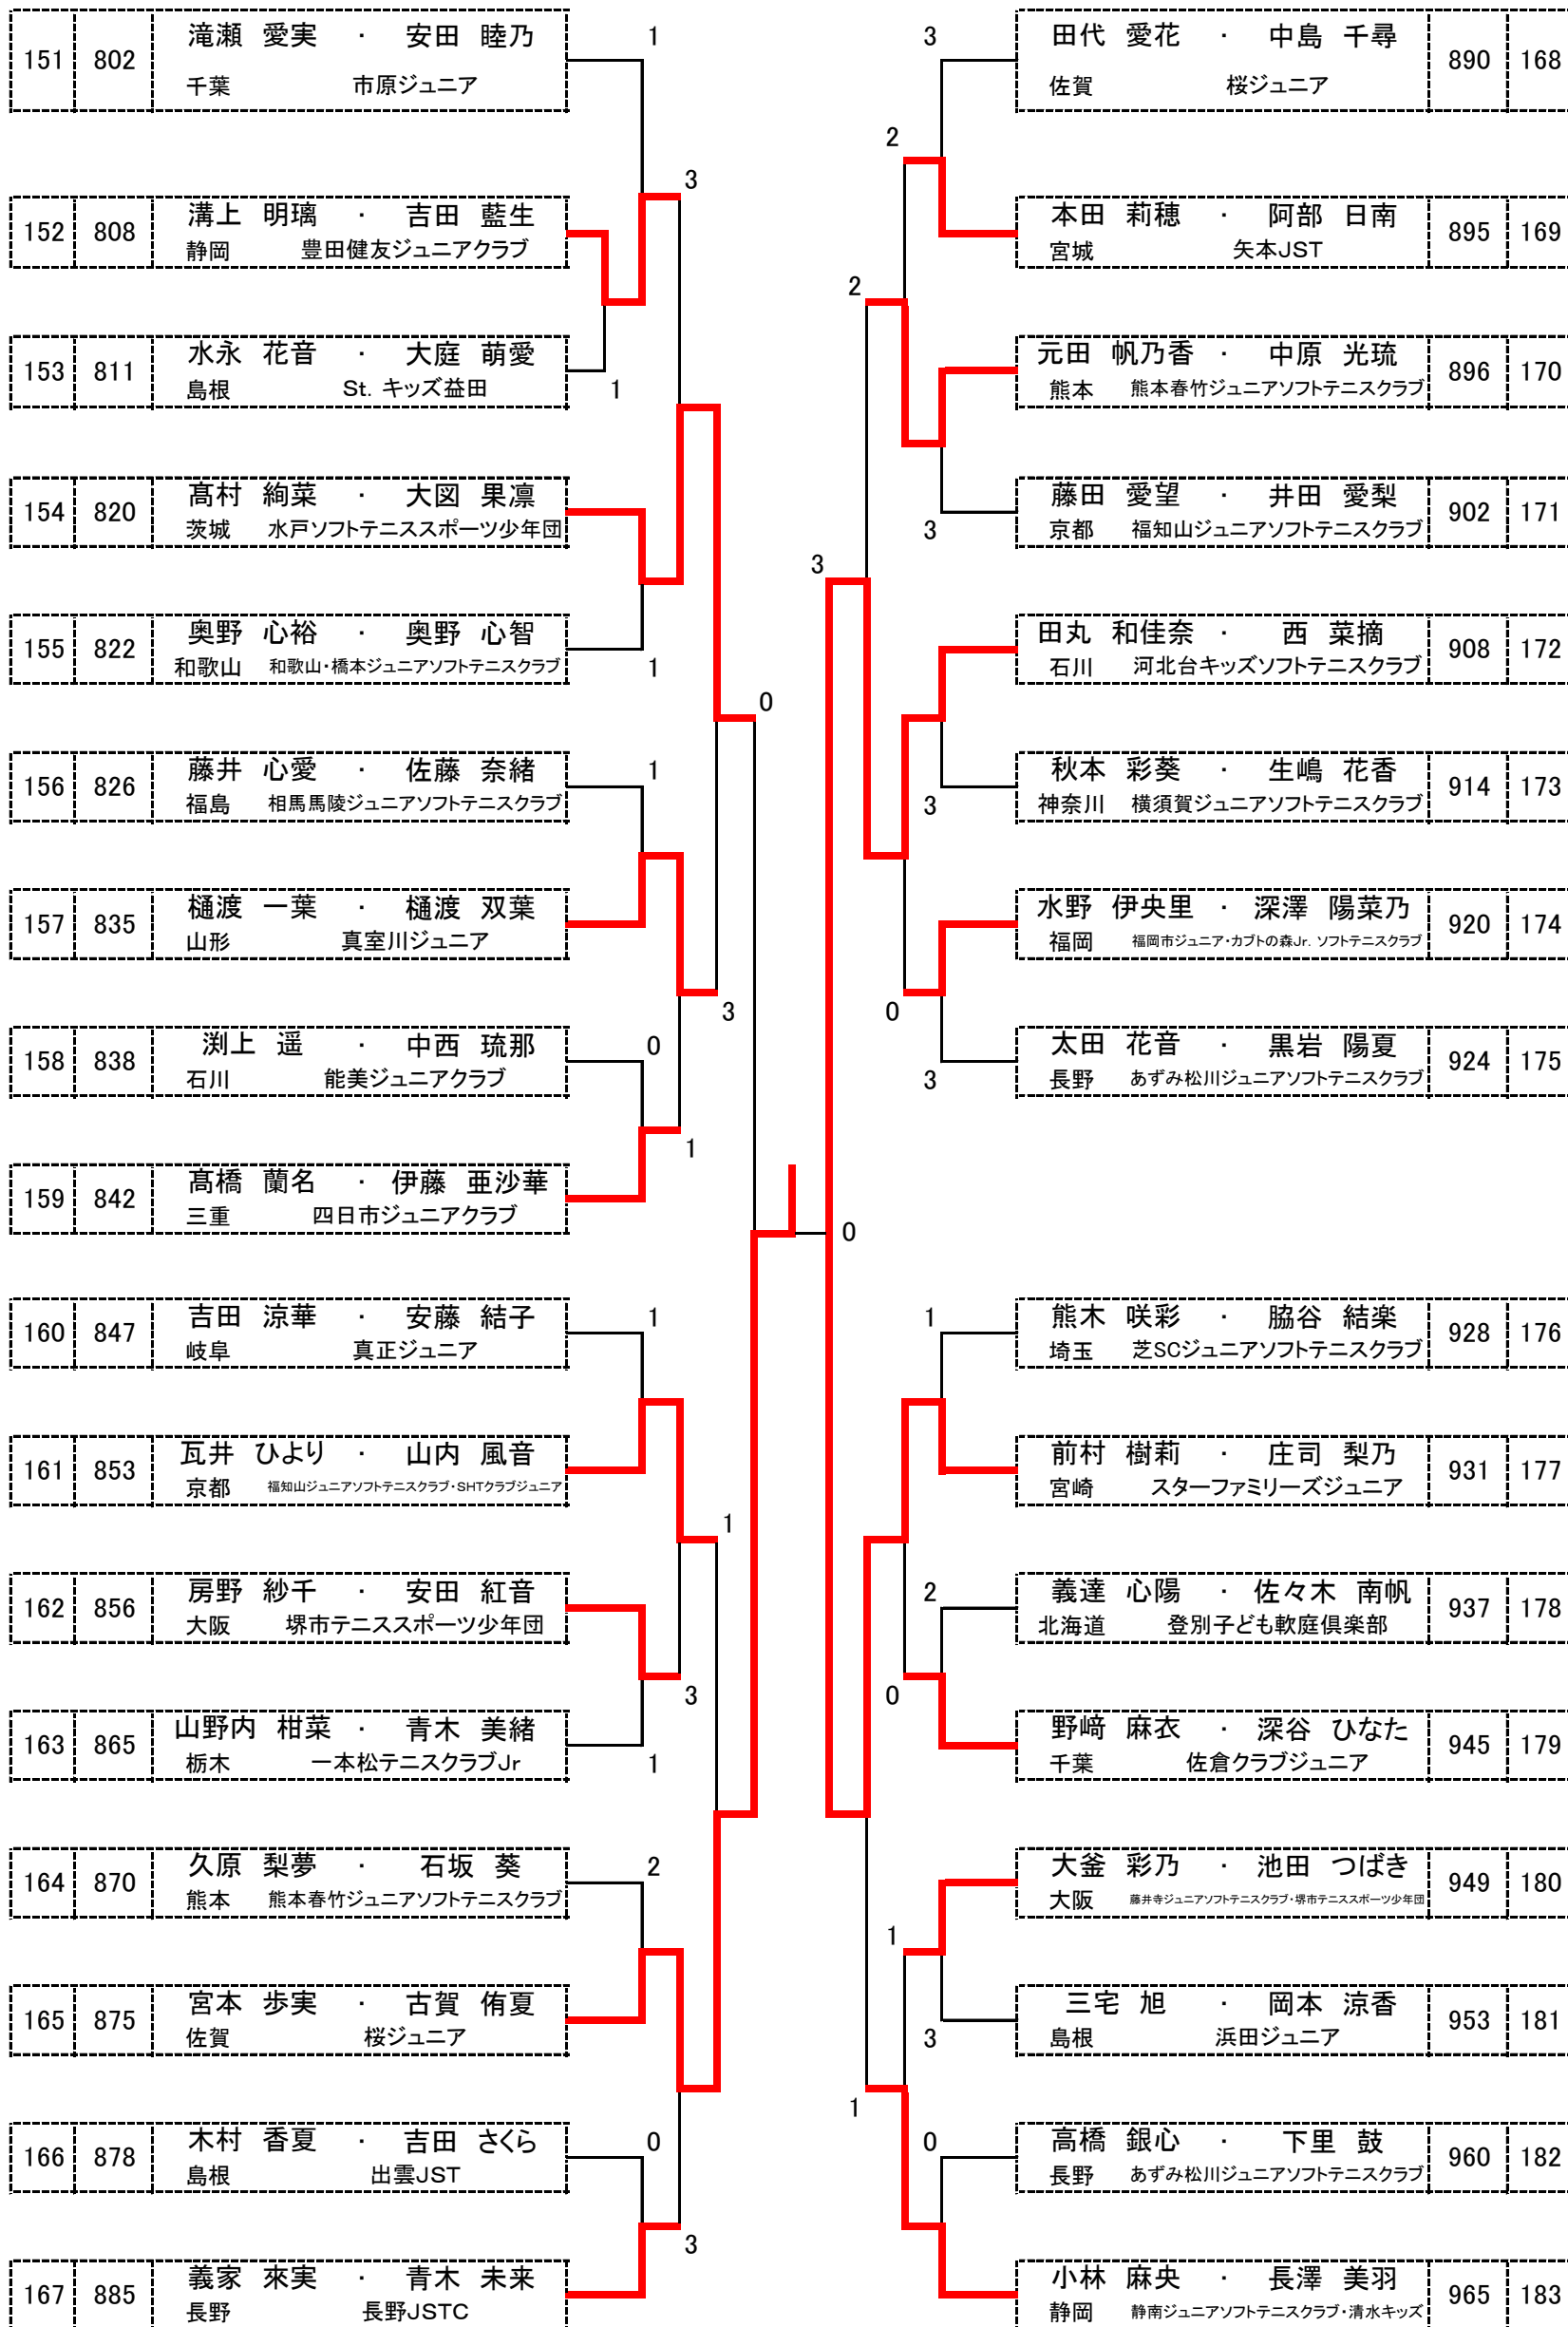 151 802 滝瀬 愛実 ・ 安田 睦乃
千葉 市原ジュニア
1
1
152 808 溝上 明璃 ・ 吉田 藍生
静岡 豊田健友ジュニアクラブ
3
153 811 水永 花音 ・ 大庭 萌愛
島根 St. キッズ益田
1
154 820 髙村 絢菜 ・ 大図 果凛
茨城 水戸ソフトテニススポーツ少年団
155 822 奥野 心裕 ・ 奥野 心智
和歌山 和歌山・橋本ジュニアソフトテニスクラブ
1
0
156 826 藤井 心愛 ・ 佐藤 奈緒
福島 相馬馬陵ジュニアソフトテニスクラブ
1
157 835 樋渡 一葉 ・ 樋渡 双葉
山形 真室川ジュニア
3
158 838 渕上 遥 ・ 中西 琉那
石川 能美ジュニアクラブ
0
1
159 842 髙橋 蘭名 ・ 伊藤 亜沙華
三重 四日市ジュニアクラブ
160 847 吉田 涼華 ・ 安藤 結子
岐阜 真正ジュニア
1
161 853 瓦井 ひより ・ 山内 風音
京都 福知山ジュニアソフトテニスクラブ・SHTクラブジュニア
1
162 856 房野 紗千 ・ 安田 紅音
大阪 堺市テニススポーツ少年団
3
163 865 山野内 柑菜 ・ 青木 美緒
栃木 一本松テニスクラブJr
1
164 870 久原 梨夢 ・ 石坂 葵
熊本 熊本春竹ジュニアソフトテニスクラブ
2
165 875 宮本 歩実 ・ 古賀 侑夏
佐賀 桜ジュニア
166 878 木村 香夏 ・ 吉田 さくら
島根 出雲JST
0
3
167 885 義家 來実 ・ 青木 未来
長野 長野JSTC
3
田代 愛花 ・ 中島 千尋 890 168
佐賀 桜ジュニア
2
本田 莉穂 ・ 阿部 日南 895 169
宮城 矢本JST
2
元田 帆乃香 ・ 中原 光琉 896 170
熊本 熊本春竹ジュニアソフトテニスクラブ
藤田 愛望 ・ 井田 愛梨 902 171
京都 福知山ジュニアソフトテニスクラブ
3
3
田丸 和佳奈 ・ 西 菜摘 908 172
石川 河北台キッズソフトテニスクラブ
秋本 彩葵 ・ 生嶋 花香 914 173
神奈川 横須賀ジュニアソフトテニスクラブ
3
水野 伊央里 ・ 深澤 陽菜乃 920 174
福岡 福岡市ジュニア・カブトの森Jr. ソフトテニスクラブ
0
太田 花音 ・ 黒岩 陽夏 924 175
長野 あずみ松川ジュニアソフトテニスクラブ
3
0
1
熊木 咲彩 ・ 脇谷 結楽 928 176
埼玉 芝SCジュニアソフトテニスクラブ
前村 樹莉 ・ 庄司 梨乃 931 177
宮崎 スターファミリーズジュニア
2
義達 心陽 ・ 佐々木 南帆 937 178
北海道 登別子ども軟庭倶楽部
0
野﨑 麻衣 ・ 深谷 ひなた 945 179
千葉 佐倉クラブジュニア
大釜 彩乃 ・ 池田 つばき 949 180
大阪 藤井寺ジュニアソフトテニスクラブ・堺市テニススポーツ少年団
1
三宅 旭 ・ 岡本 涼香 953 181
島根 浜田ジュニア
3
1
0
高橋 銀心 ・ 下里 鼓 960 182
長野 あずみ松川ジュニアソフトテニスクラブ
小林 麻央 ・ 長澤 美羽 965 183
静岡 静南ジュニアソフトテニスクラブ・清水キッズ